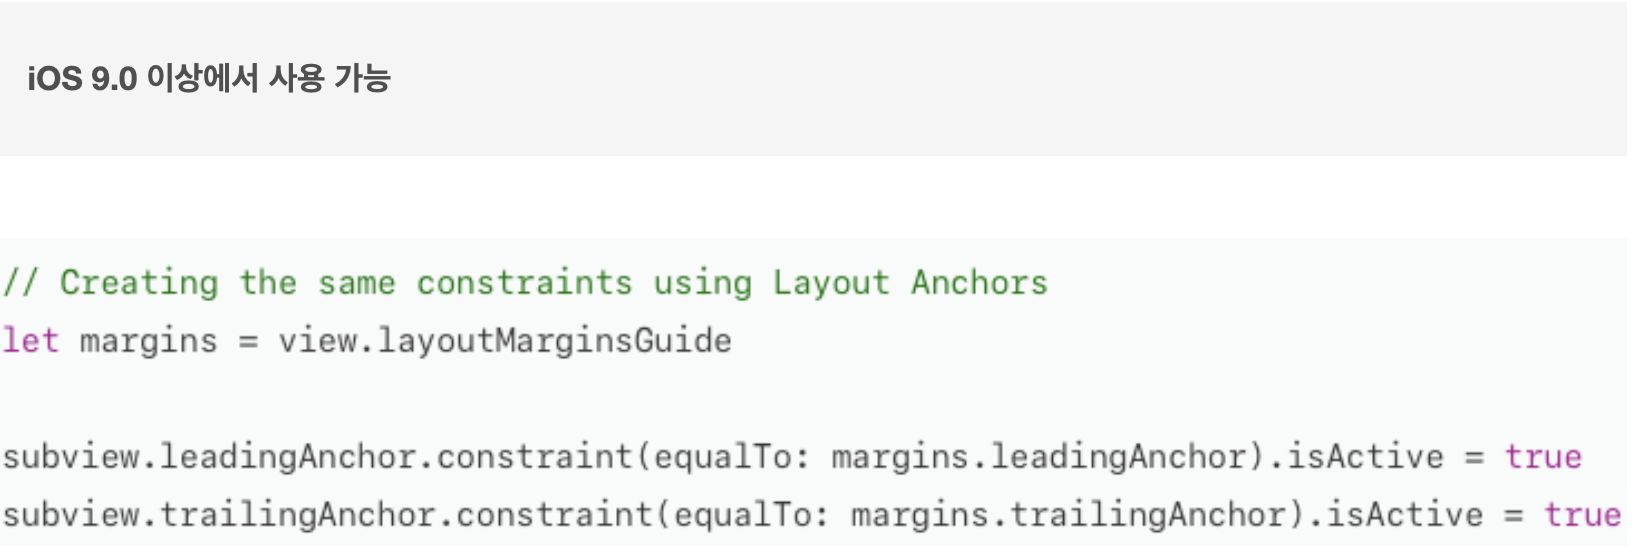 iOS 9.0 이상에서 사용 가능
// Creating the same constraints using Layout Anchors
let margins = view.layoutMarginsGuide
subview.leadingAnchor.constraint(equalTo: margins.leadingAnchor).isActive = true
subview.trailingAnchor.constraint(equalTo: margins.trailingAnchor).isActive = true